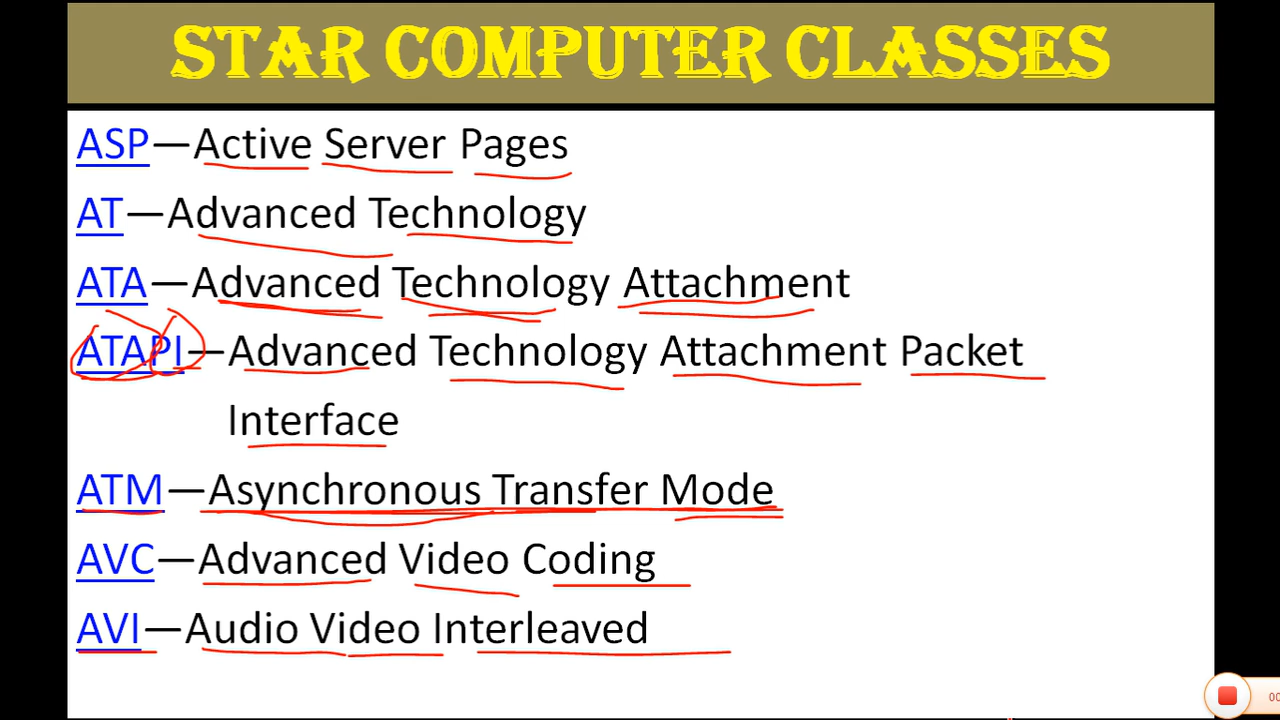 STAR COMPUTER CLASSES
ASP—Active Server Pages
AT—Advanced Technology
ATA—Advanced Technology Attachment
ATAPI—Advanced Technology Attachment Packet
Interface
ATM—Asynchronous Transfer Mode
AVC—Advanced Video Coding
AVI—Audio Video Interleaved
00